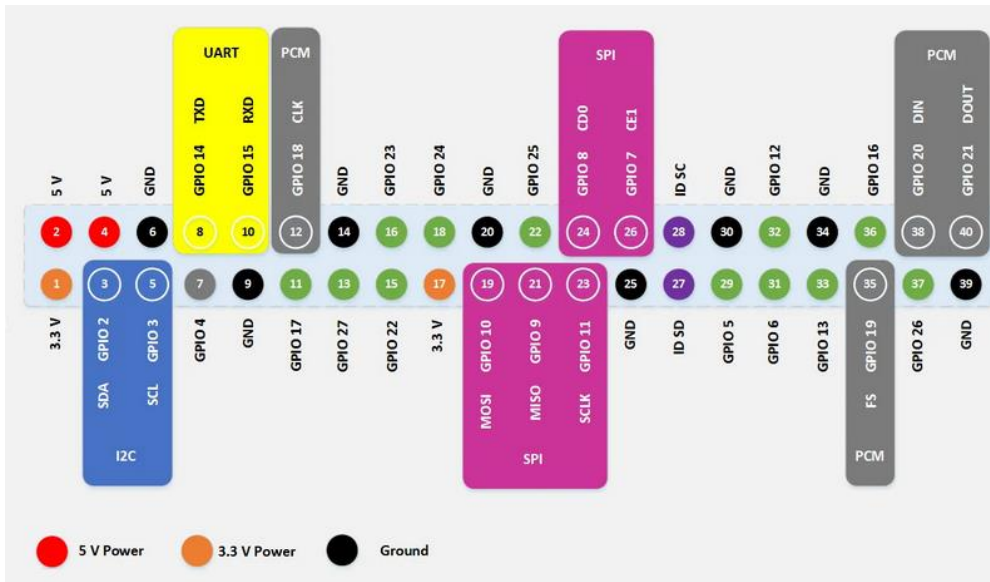 UART
PCM
SPI
PCM
TXD
RXD
CLK
CD0
CE1
DIN
DOUT
5 V
5 V
GND
GPIO 14
GPIO 15
GPIO 18
GND
GPIO 23
GPIO 24
GND
GPIO 25
GPIO 8
GPIO 7
ID SC
GND
GPIO 12
GND
GPIO 16
GPIO 20
GPIO 21
2 4 6 8 10 12 14 16 18 20 22 24 26 28 30 32 34 36 38 40
1 3 5 7 9 11 13 15 17 19 21 23 25 27 29 31 33 35 37 39
3.3 V
GPIO 2
GPIO 3
GPIO 4
GND
GPIO 17
GPIO 27
GPIO 22
3.3 V
GPIO 10
GPIO 9
GPIO 11
GND
ID SD
GPIO 5
GPIO 6
GPIO 13
GPIO 19
GPIO 26
GND
SDA
SCL
MOSI
MISO
SCLK
FS
I2C
SPI
PCM
5 V Power
3.3 V Power
Ground